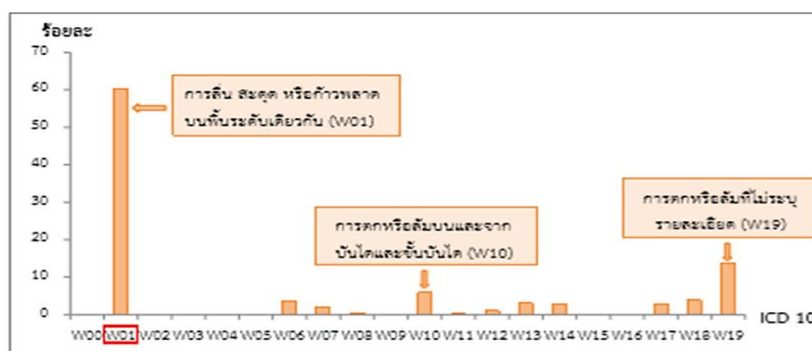 ร้อยละ
70
60
50
40
30
20
10
0
การลื่น สะดุด หรือก้าวพลาด
บนพื้นระดับเดียวกัน (W01)
การตกหรือล้มบนและจาก
บันไดและขั้นบันได (W10)
การตกหรือล้มที่ไม่ระบุ
รายละเอียด (W19)
W00 W01 W02 W03 W04 W05 W06 W07 W08 W09 W10 W11 W12 W13 W14 W15 W16 W17 W18 W19
ICD 10